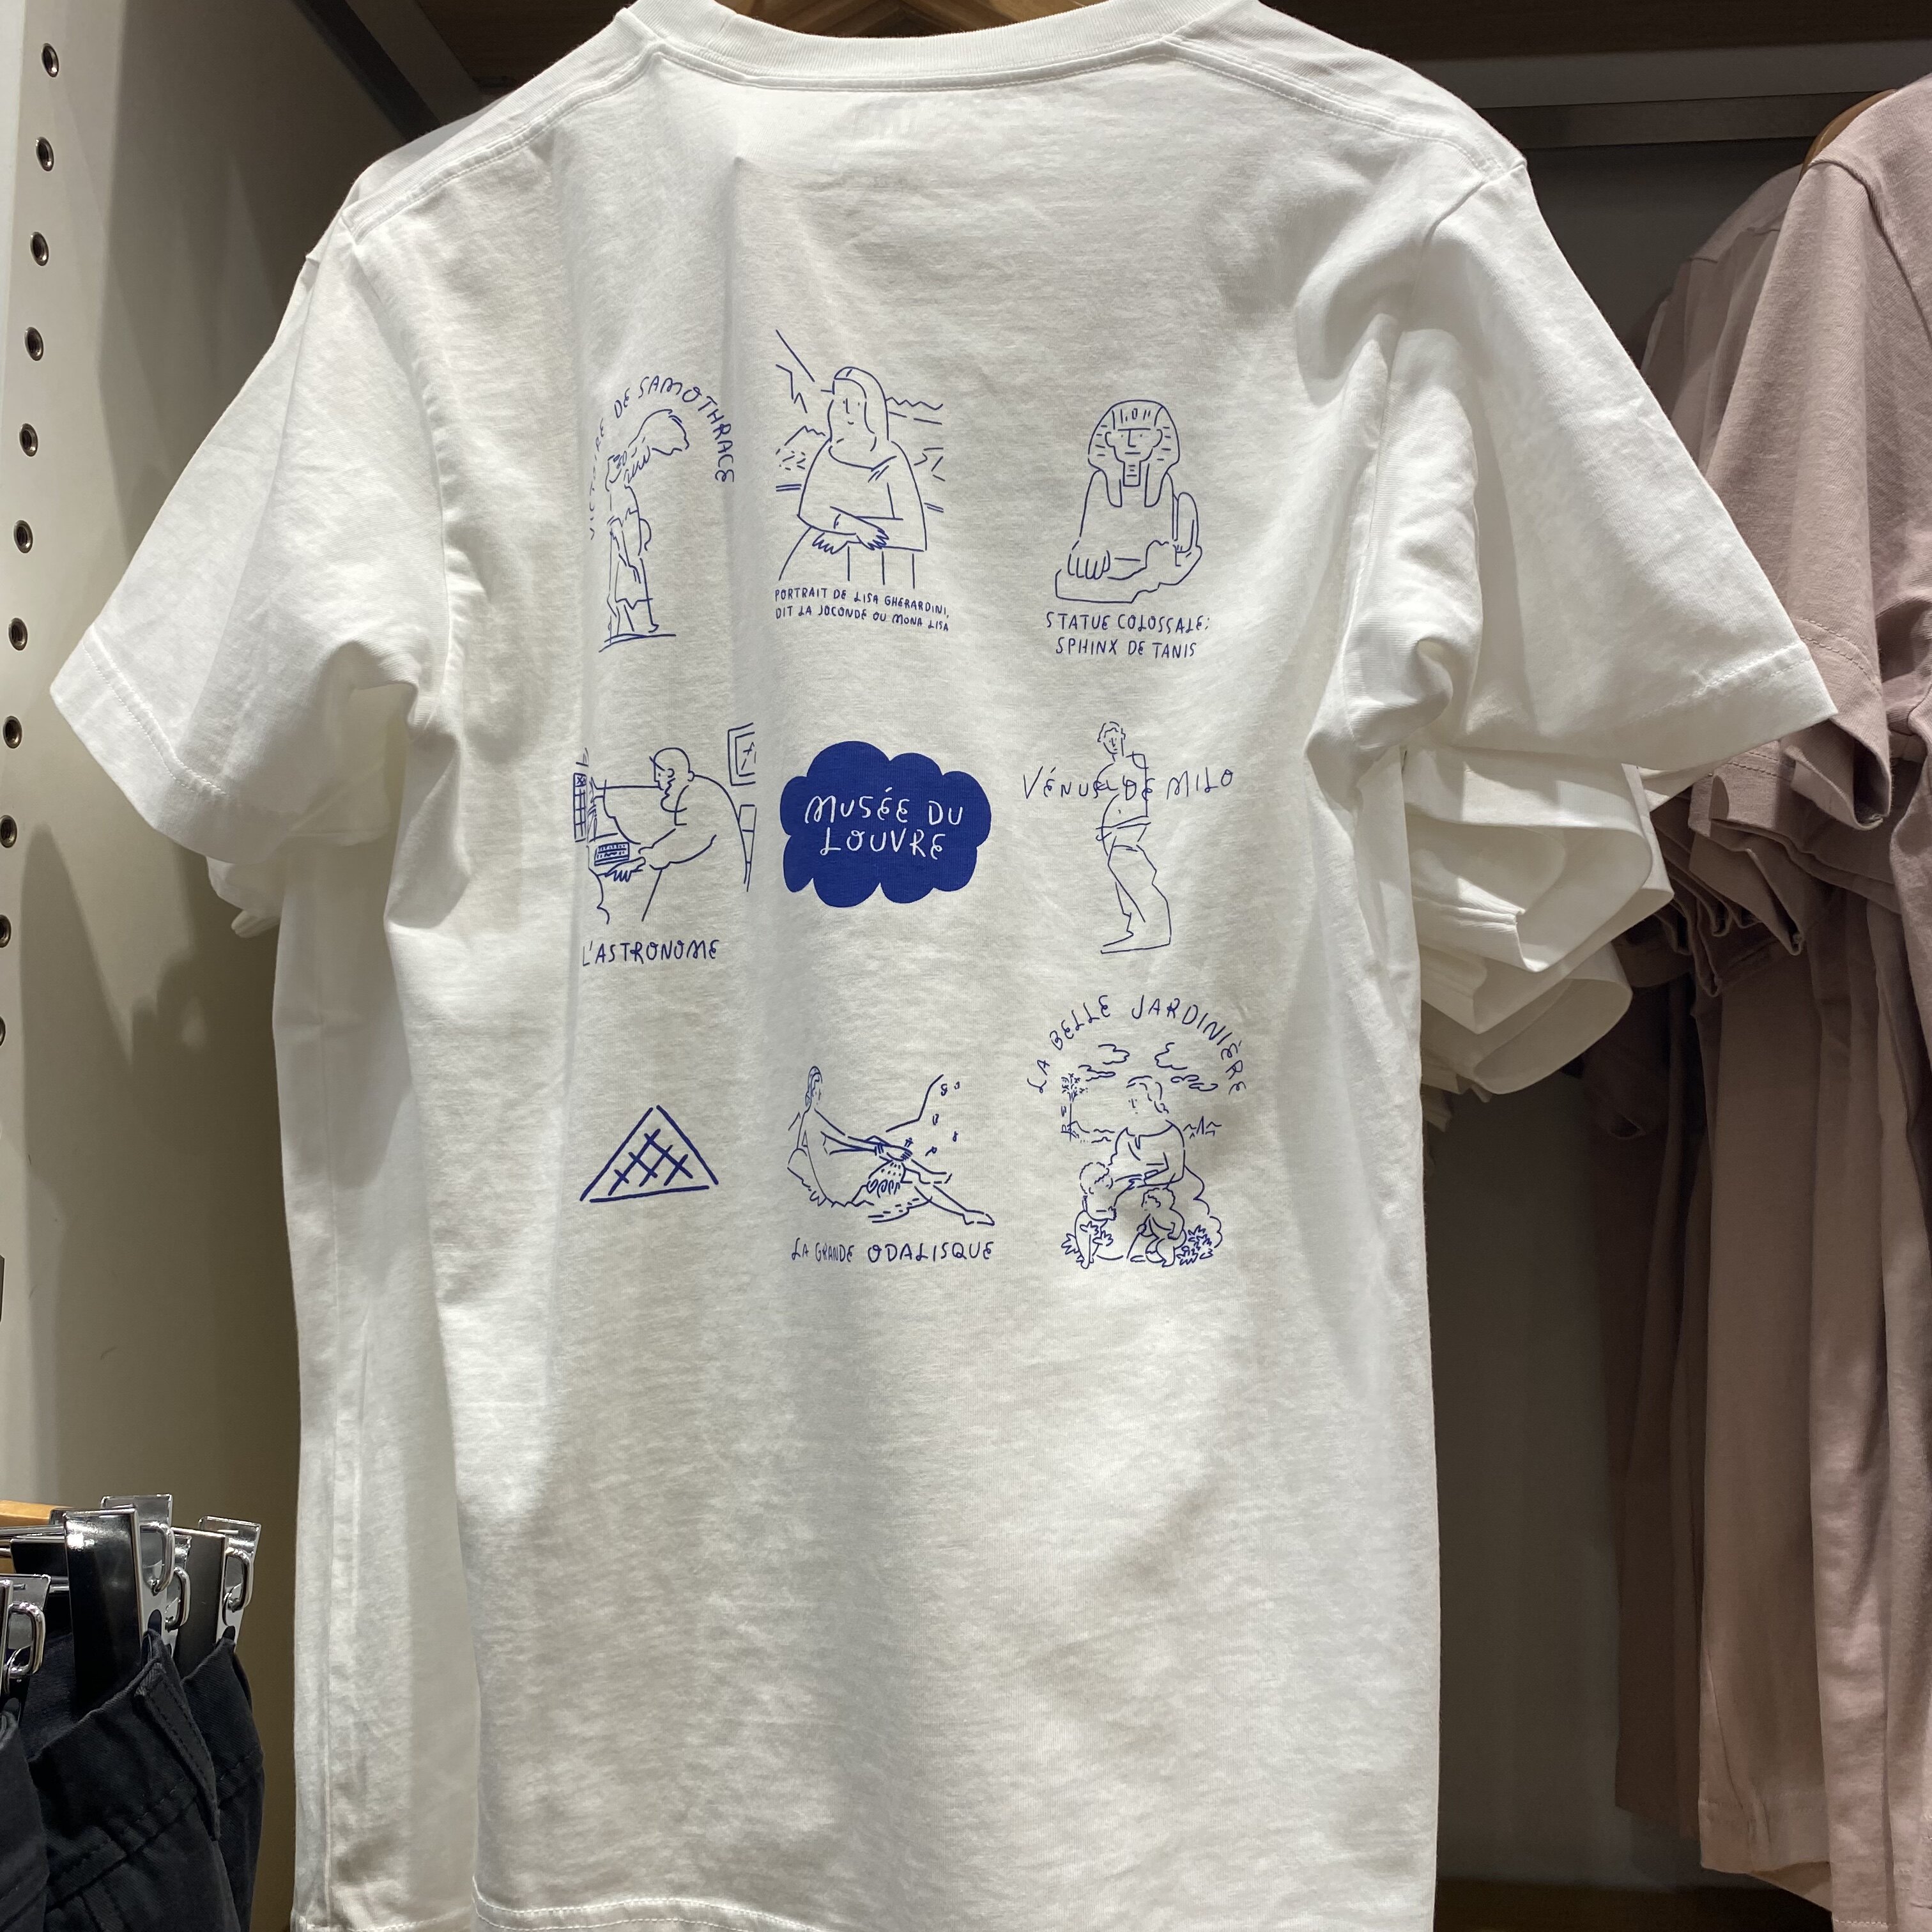 VICTOIRE DE SAMOTHRACE
PORTRAIT DE LISA GHERARDINI,
DIT LA JOCONDE OU MONA LISA
STATUE COLOSSALE:
SPHINX DE TANIS
L'ASTRONOME
MUSÉE DU
LOUVRE
VÉNUS DE MILO
LA GRANDE ODALISQUE
LA BELLE JARDINIÈRE